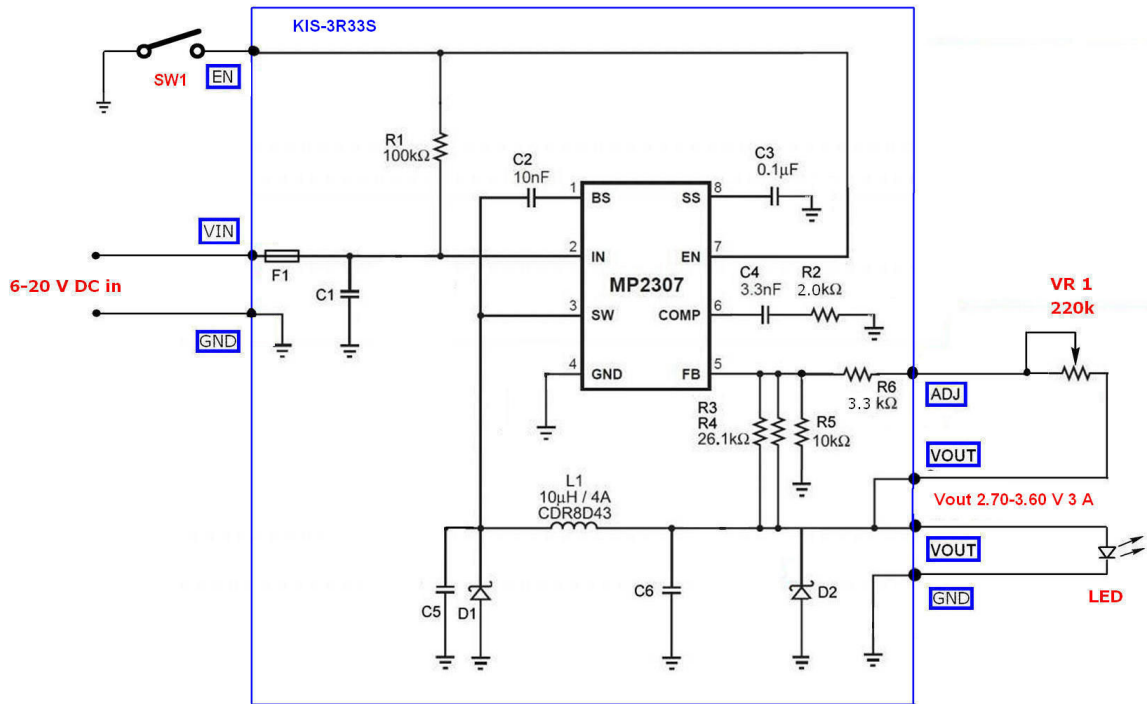 KIS-3R33S
SW1
EN
R1
100kΩ
C2
10nF
C3
0.1µF
1
BS
SS
8
VIN
2
IN
EN
7
F1
6-20 V DC in
C1
MP2307
C4
3.3nF
R2
2.0kΩ
VR 1
220k
3
SW
COMP
6
GND
4
GND
FB
5
R6
3.3 kΩ
ADJ
R3
R4
26.1kΩ
R5
10kΩ
VOUT
L1
10µH / 4A
CDR8D43
Vout 2.70-3.60 V 3 A
VOUT
C5
D1
C6
D2
GND
LED